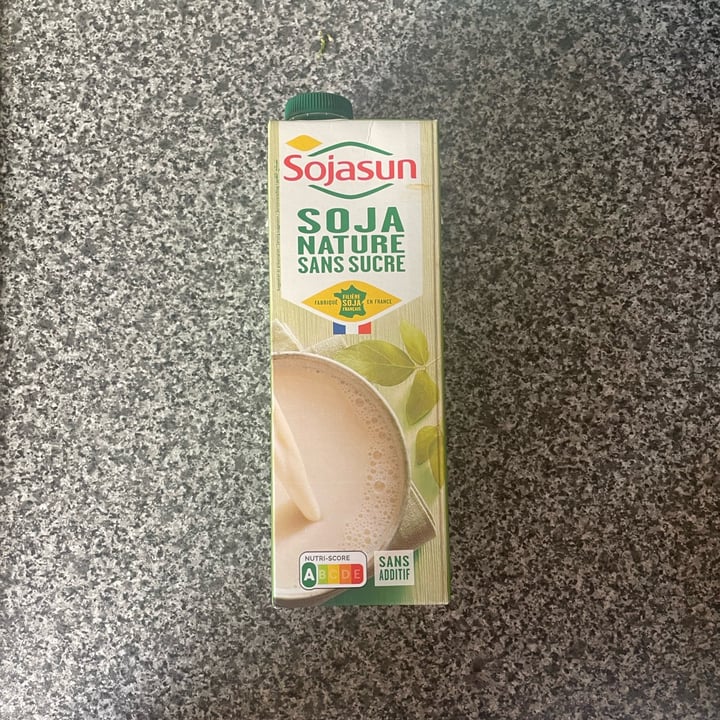 Sojasun
SOJA
NATURE
SANS SUCRE
FABRIQUÉ EN FRANCE
FILIÈRE
SOJA
FRANÇAIS
NUTRI-SCORE
A B C D E
SANS
ADDITIF